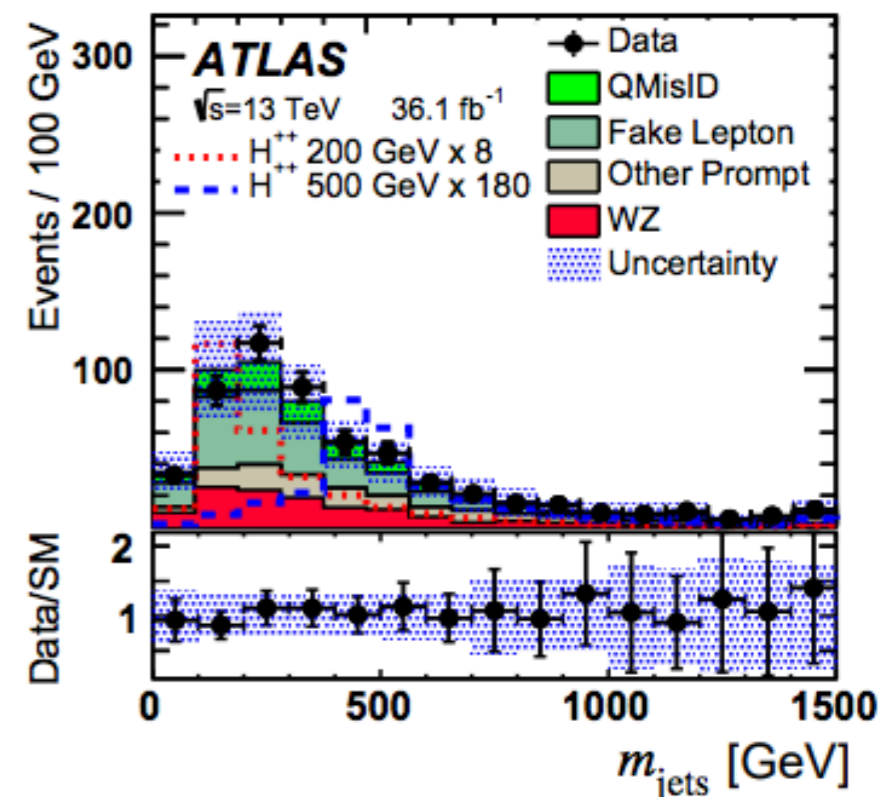 Events / 100 GeV
300
200
100
ATLAS
√s=13 TeV 36.1 fb⁻¹
H⁺⁺ 200 GeV x 8
H⁺⁺ 500 GeV x 180
Data
QMisID
Fake Lepton
Other Prompt
WZ
Uncertainty
Data/SM
2
1
0 500 1000 1500
m_jets [GeV]